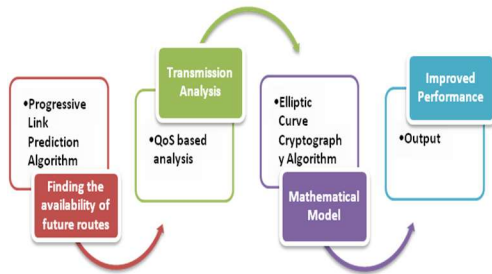 •Progressive
Link
Prediction
Algorithm
Finding the
availability of
future routes
Transmission
Analysis
•QoS based
analysis
•Elliptic
Curve
Cryptograph
y Algorithm
Mathematical
Model
Improved
Performance
•Output